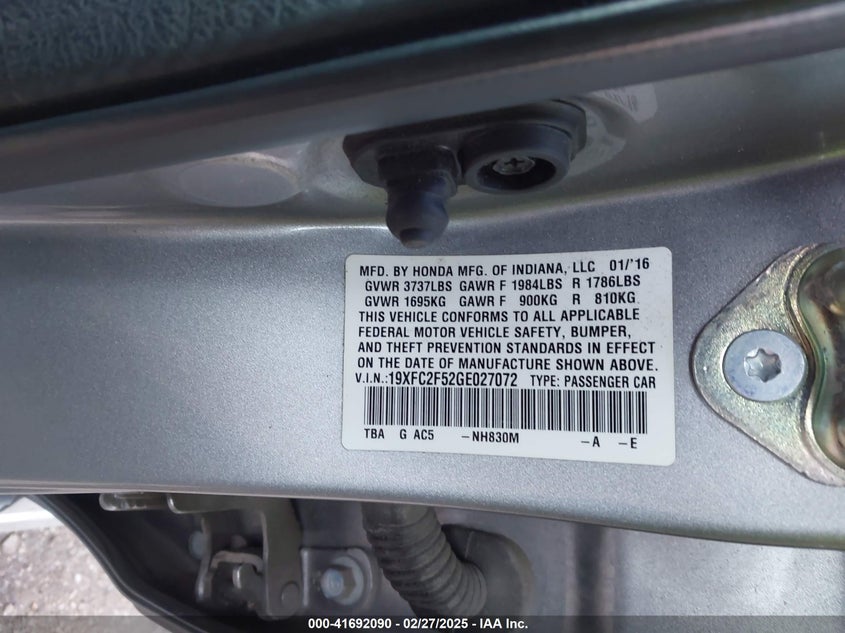 MFD. BY HONDA MFG. OF INDIANA, LLC 01/'16
GVWR 3737LBS GAWR F 1984LBS R 1786LBS
GVWR 1695KG GAWR F 900KG R 810KG
THIS VEHICLE CONFORMS TO ALL APPLICABLE
FEDERAL MOTOR VEHICLE SAFETY, BUMPER,
AND THEFT PREVENTION STANDARDS IN EFFECT
ON THE DATE OF MANUFACTURE SHOWN ABOVE.
V.I.N.:19XFC2F52GE027072 TYPE: PASSENGER CAR
TBA G AC5 -NH830M -A -E
000-41692090 - 02/27/2025 - IAA Inc.